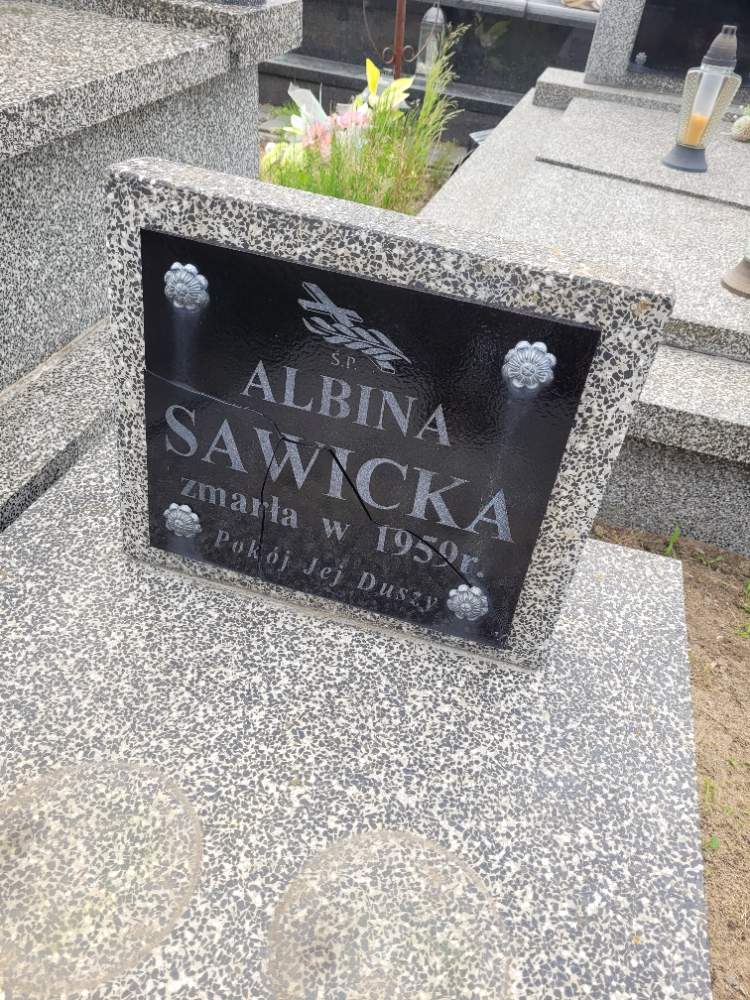 Ś.P.
ALBINA
SAWICKA
zmarła w 1959r.
Pokój Jej Duszy